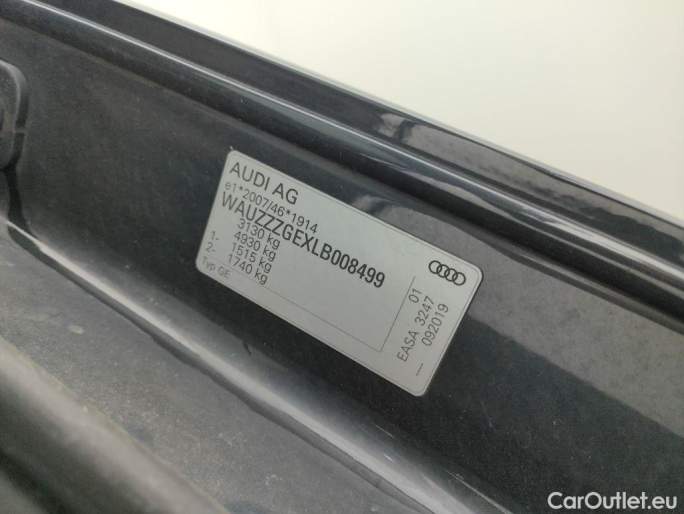 AUDI AG
e1*2007/46*1914
WAUZZZGEXLB008499
3130 kg
4930 kg
1- 1515 kg
2- 1740 kg
Typ GE
01
EASA 3247
— 092019
CarOutlet.eu